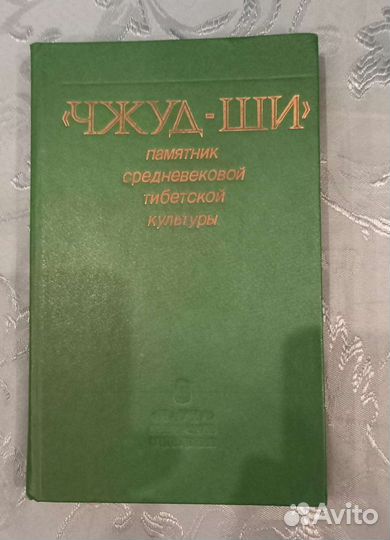 «ЧЖУД-ШИ»
памятник
средневековой
тибетской
культуры
Avito